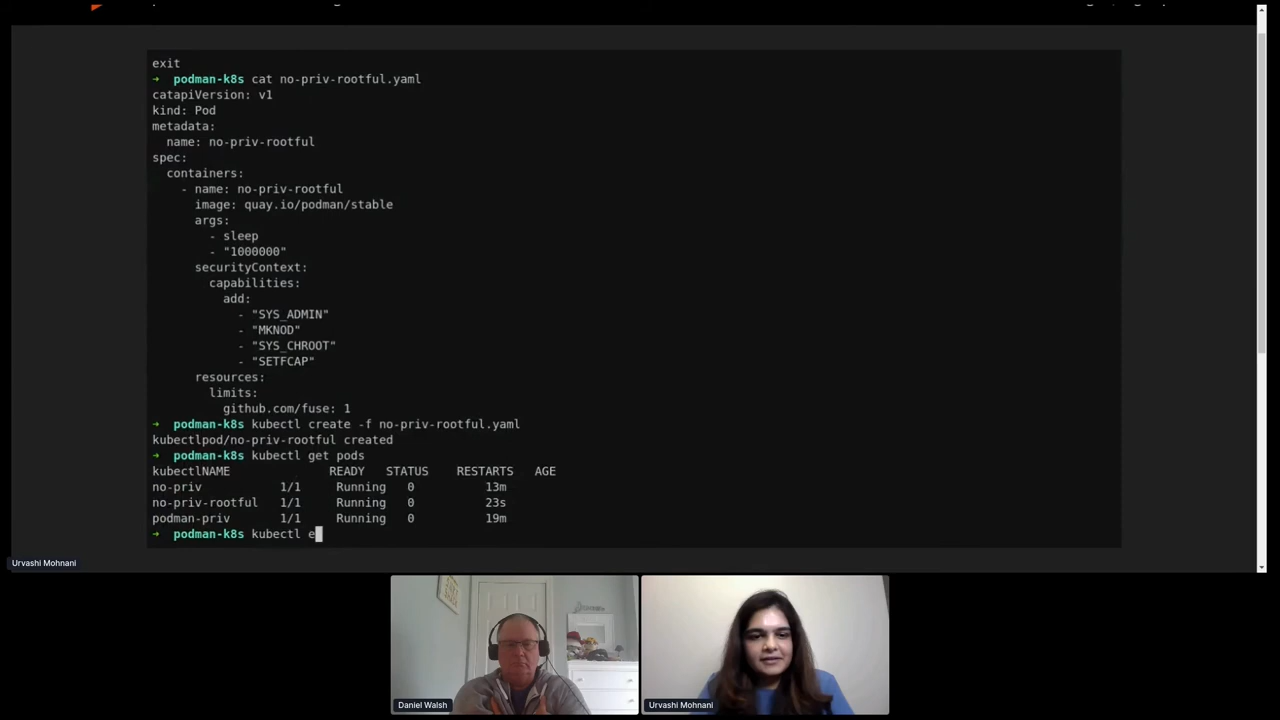 exit
➜ podman-k8s cat no-priv-rootful.yaml
catapiVersion: v1
kind: Pod
metadata:
  name: no-priv-rootful
spec:
  containers:
    - name: no-priv-rootful
      image: quay.io/podman/stable
      args:
        - sleep
        - "1000000"
      securityContext:
        capabilities:
          add:
            - "SYS_ADMIN"
            - "MKNOD"
            - "SYS_CHROOT"
            - "SETFCAP"
      resources:
        limits:
          github.com/fuse: 1
➜ podman-k8s kubectl create -f no-priv-rootful.yaml
kubectlpod/no-priv-rootful created
➜ podman-k8s kubectl get pods
kubectlNAME READY STATUS RESTARTS AGE
no-priv 1/1 Running 0 13m
no-priv-rootful 1/1 Running 0 23s
podman-priv 1/1 Running 0 19m
➜ podman-k8s kubectl e
Urvashi Mohnani
Daniel Walsh
Urvashi Mohnani